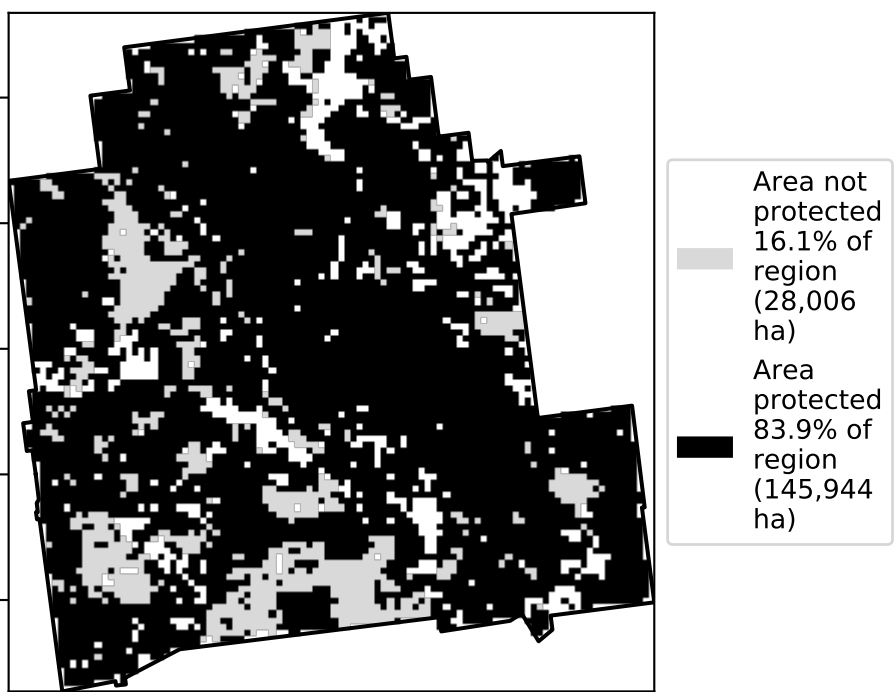 Area not
protected
16.1% of
region
(28,006
ha)
Area
protected
83.9% of
region
(145,944
ha)